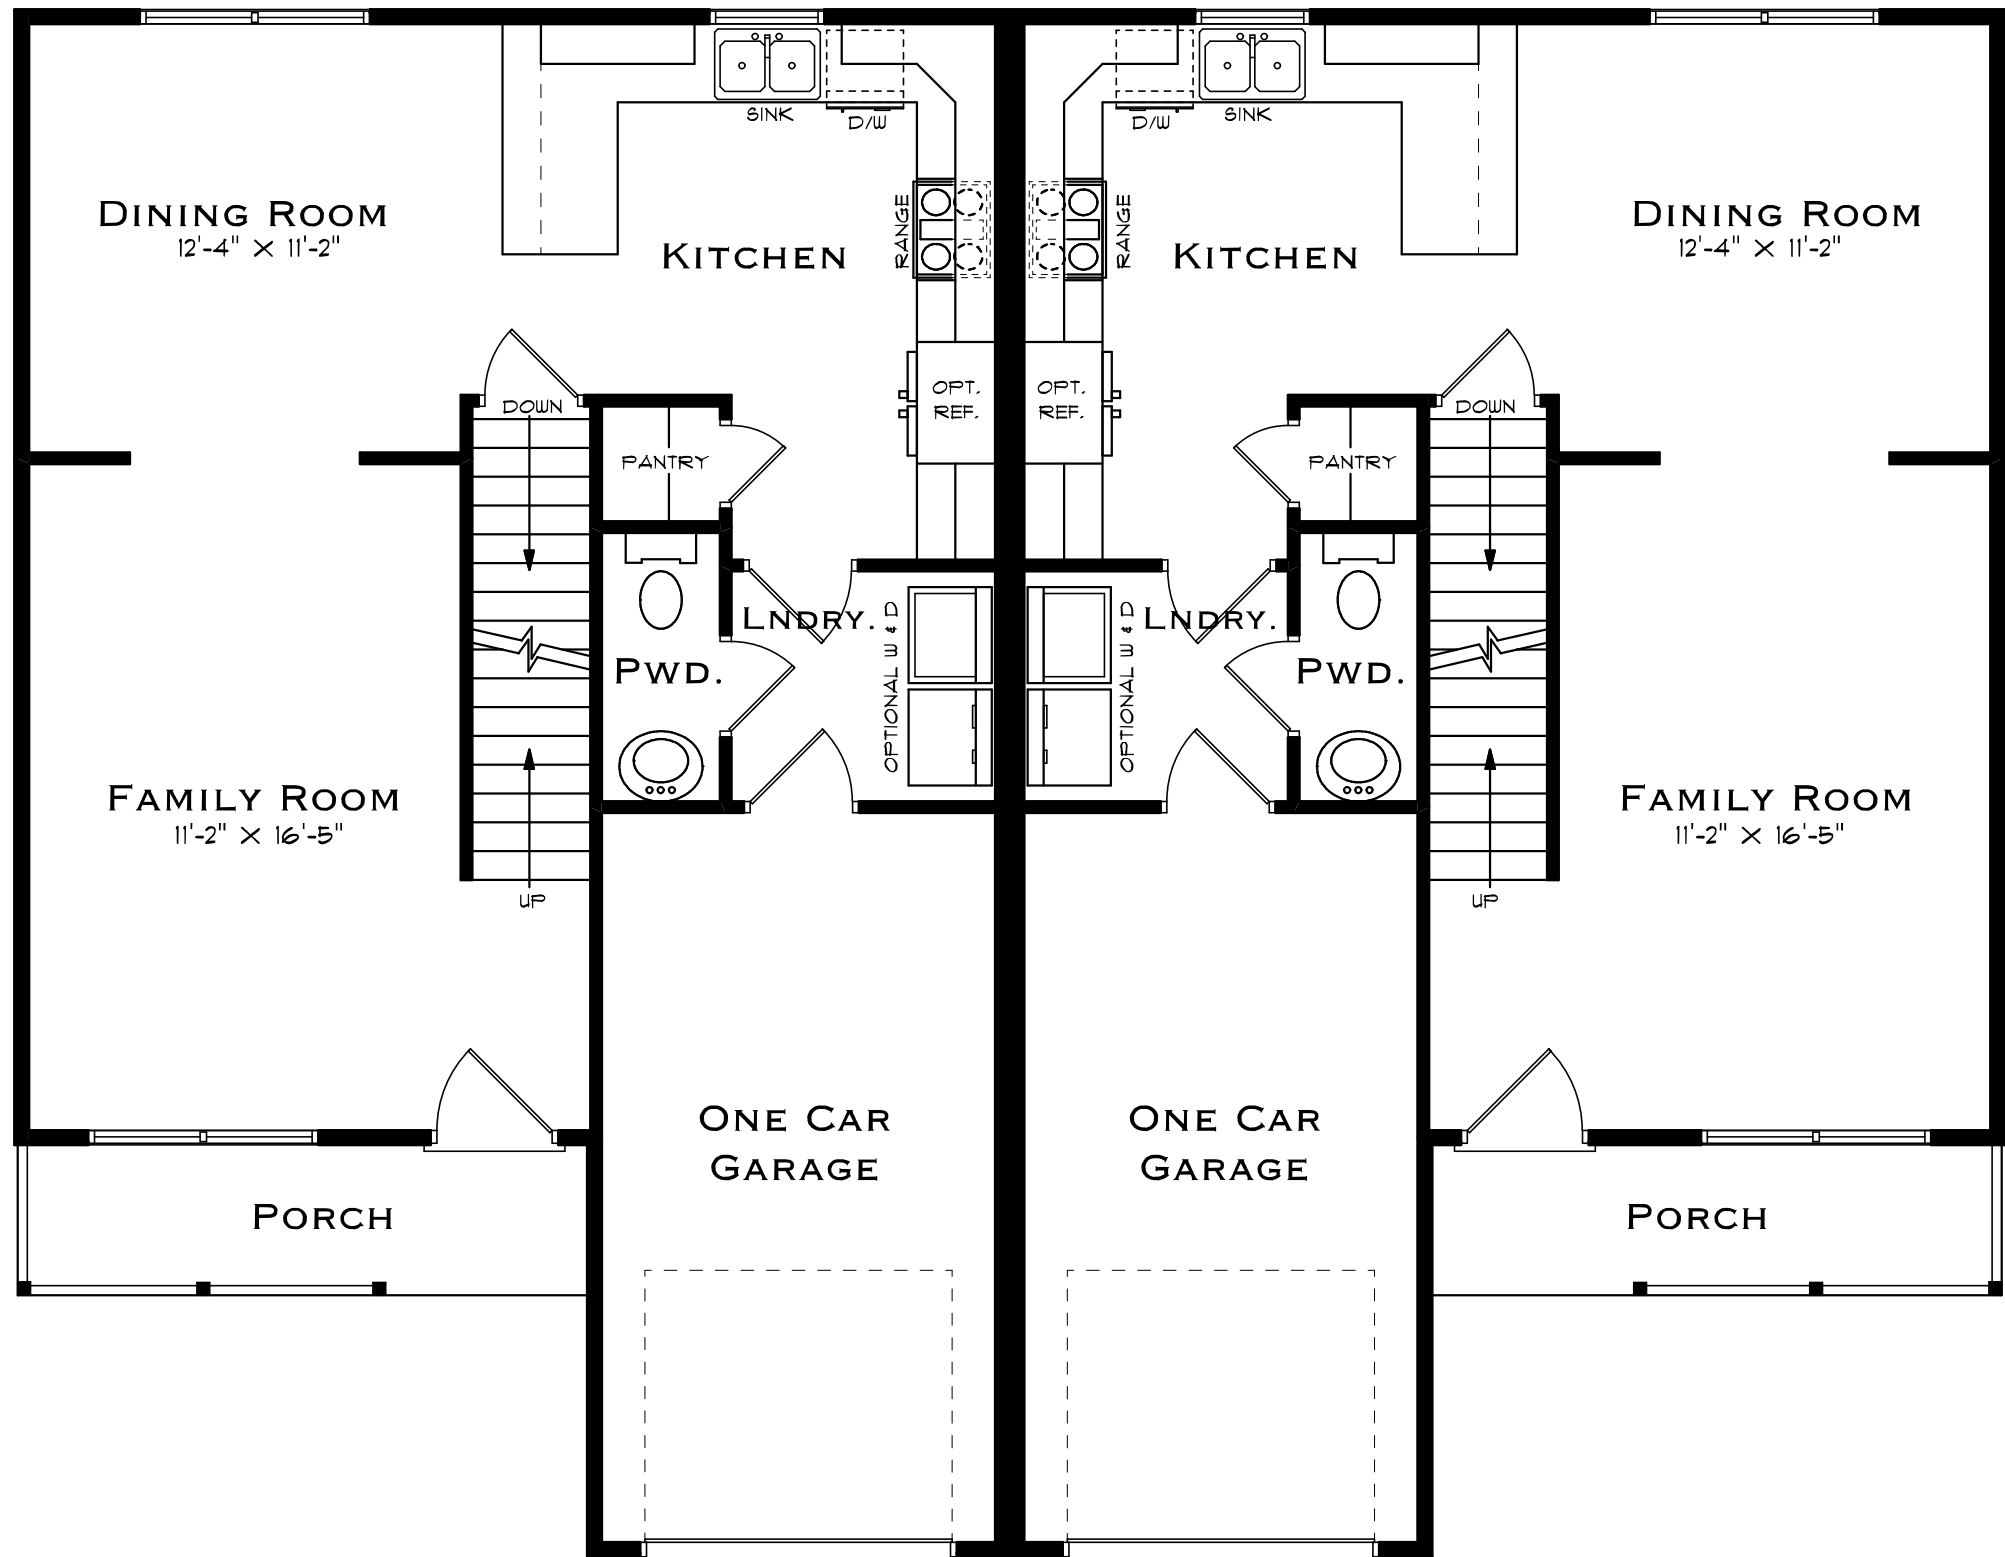 SINK
D/W
D/W
SINK
DINING ROOM
12'-4" X 11'-2"
KITCHEN
RANGE
RANGE
KITCHEN
DINING ROOM
12'-4" X 11'-2"
DOWN
OPT.
REF.
OPT.
REF.
DOWN
PANTRY
PANTRY
LNDRY.
OPTIONAL W & D
OPTIONAL W & D
LNDRY.
PWD.
PWD.
FAMILY ROOM
11'-2" X 16'-5"
FAMILY ROOM
11'-2" X 16'-5"
UP
UP
ONE CAR
GARAGE
ONE CAR
GARAGE
PORCH
PORCH